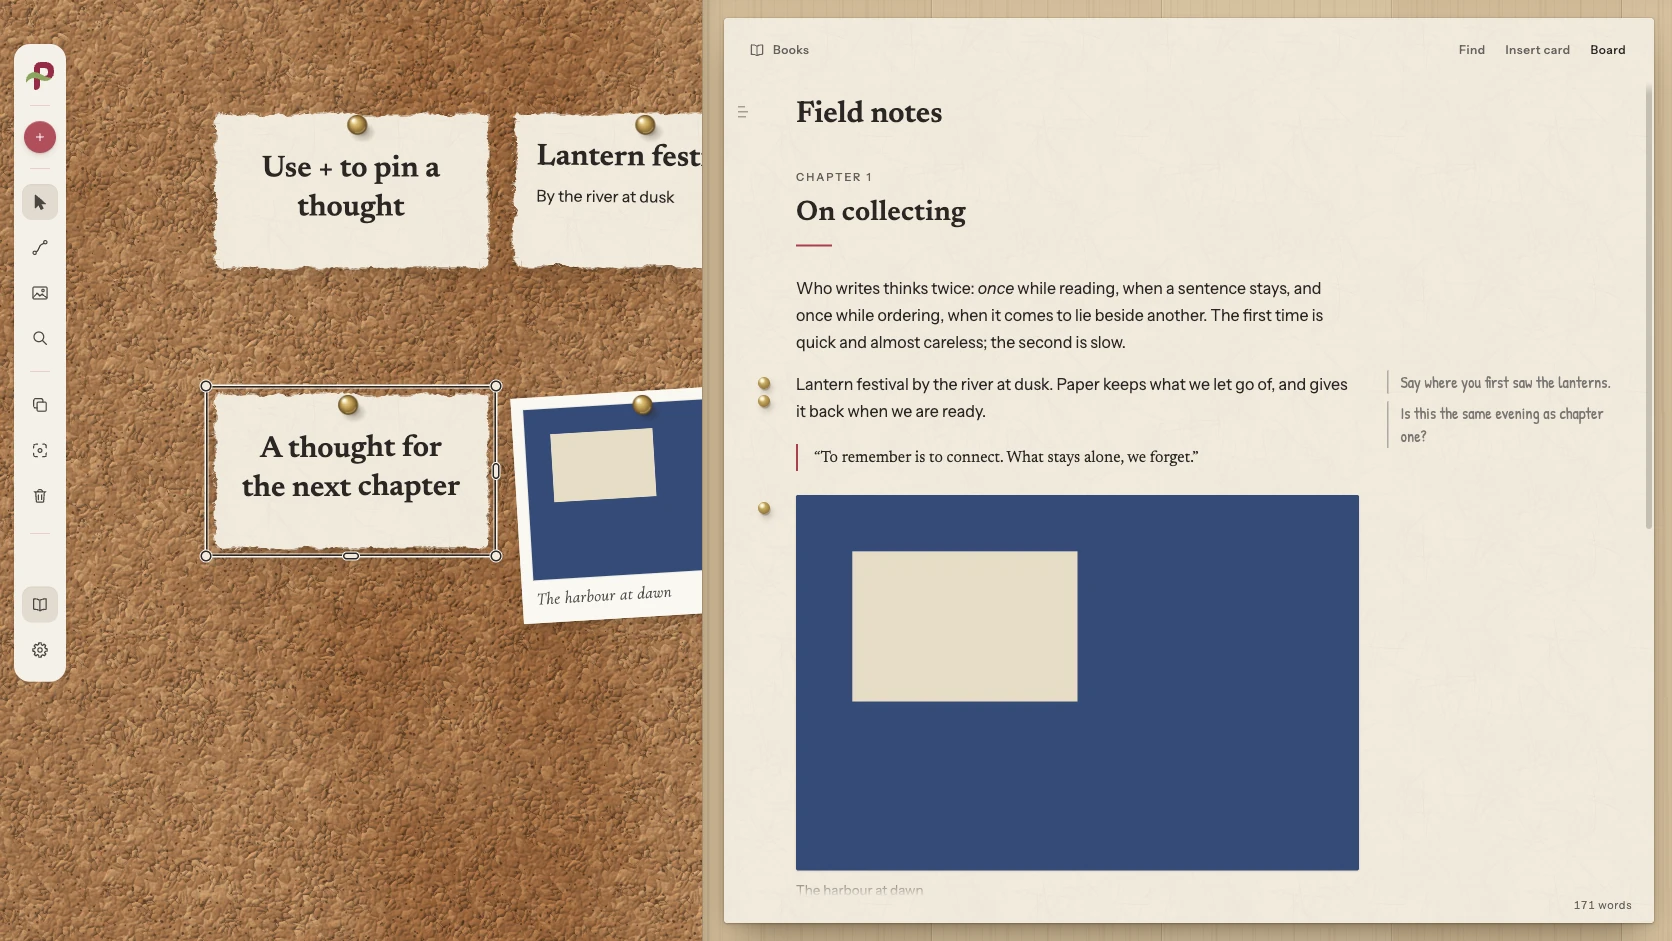 Use + to pin a
thought
Lantern
By the river at dusk
A thought for
the next chapter
The harbour at dawn
Books
Find
Insert card
Board
Field notes
CHAPTER 1
On collecting
Who writes thinks twice: once while reading, when a sentence stays, and
once while ordering, when it comes to lie beside another. The first time is
quick and almost careless; the second is slow.
Lantern festival by the river at dusk. Paper keeps what we let go of, and gives
it back when we are ready.
Say where you first saw the lanterns.
Is this the same evening as chapter
one?
“To remember is to connect. What stays alone, we forget.”
The harbour at dawn
171 words